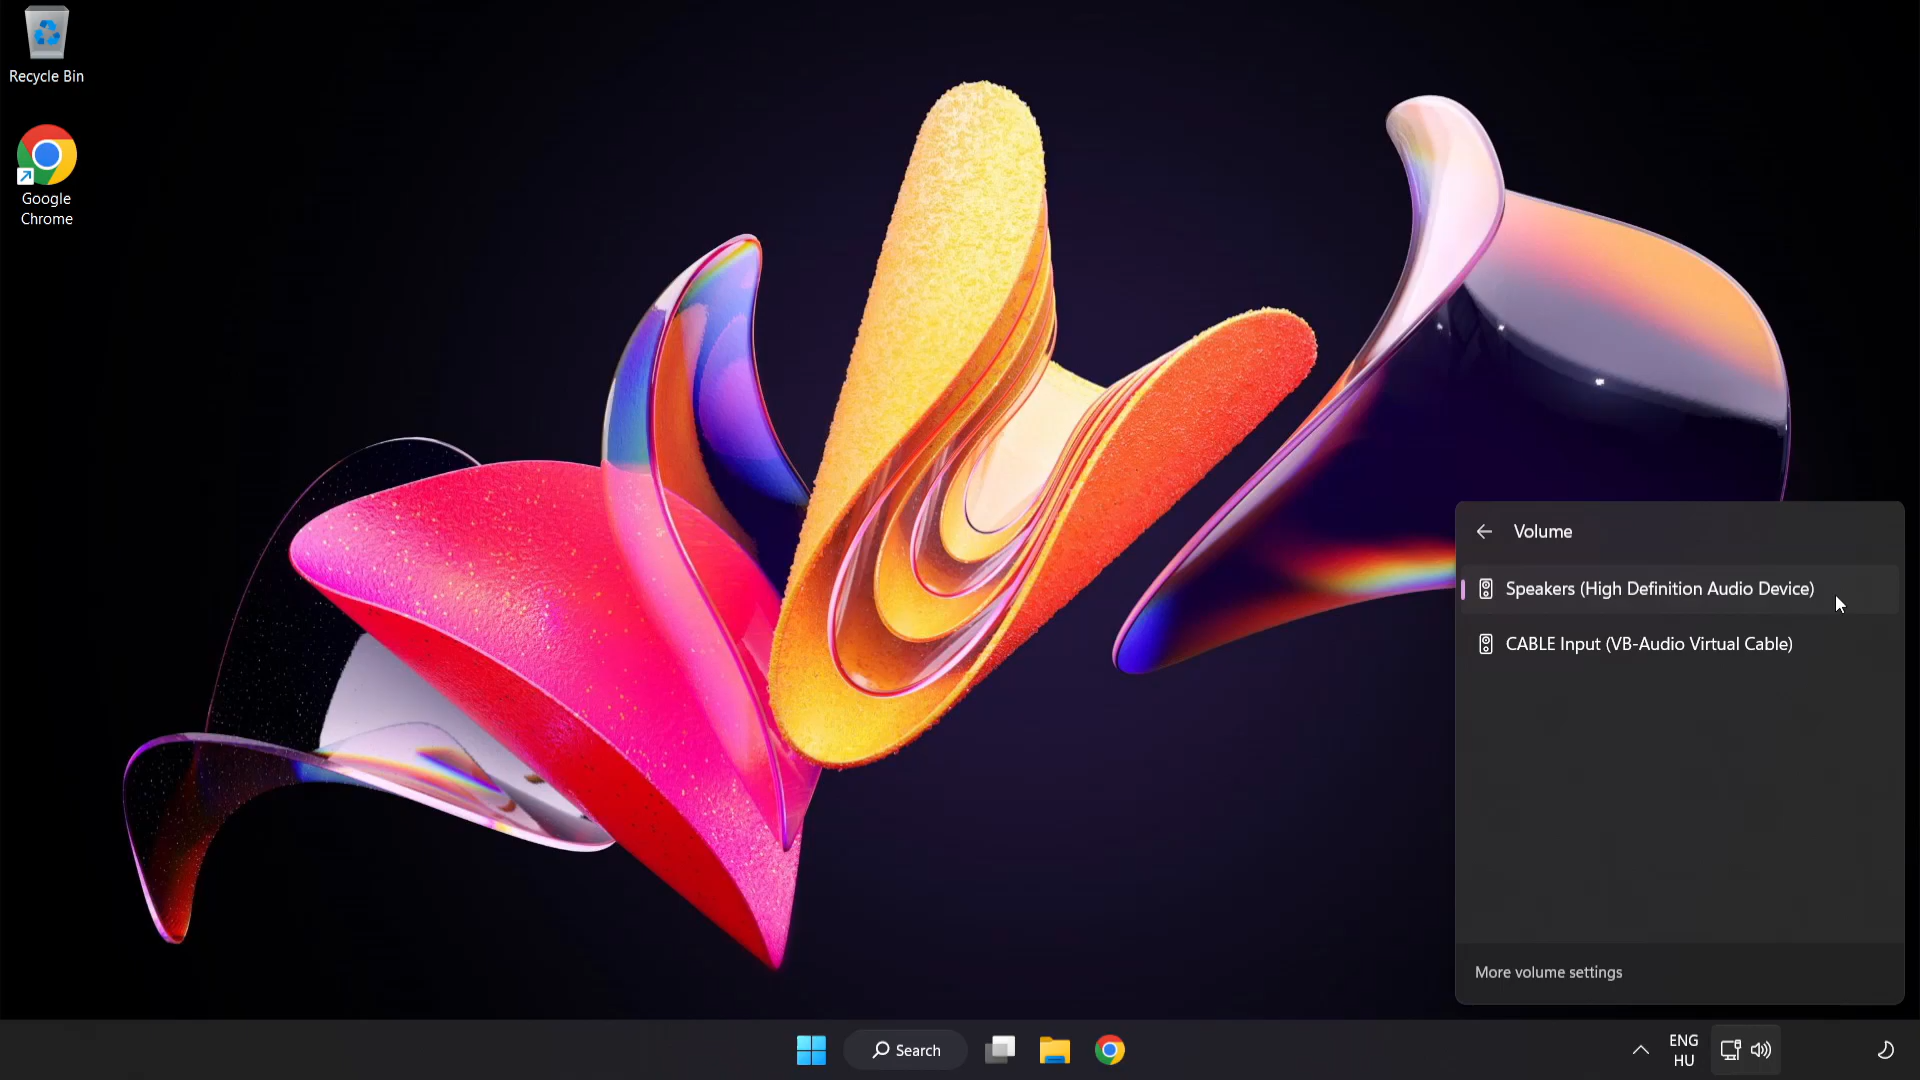 Recycle Bin
Google
Chrome
Volume
Speakers (High Definition Audio Device)
CABLE Input (VB-Audio Virtual Cable)
More volume settings
Search
ENG
HU